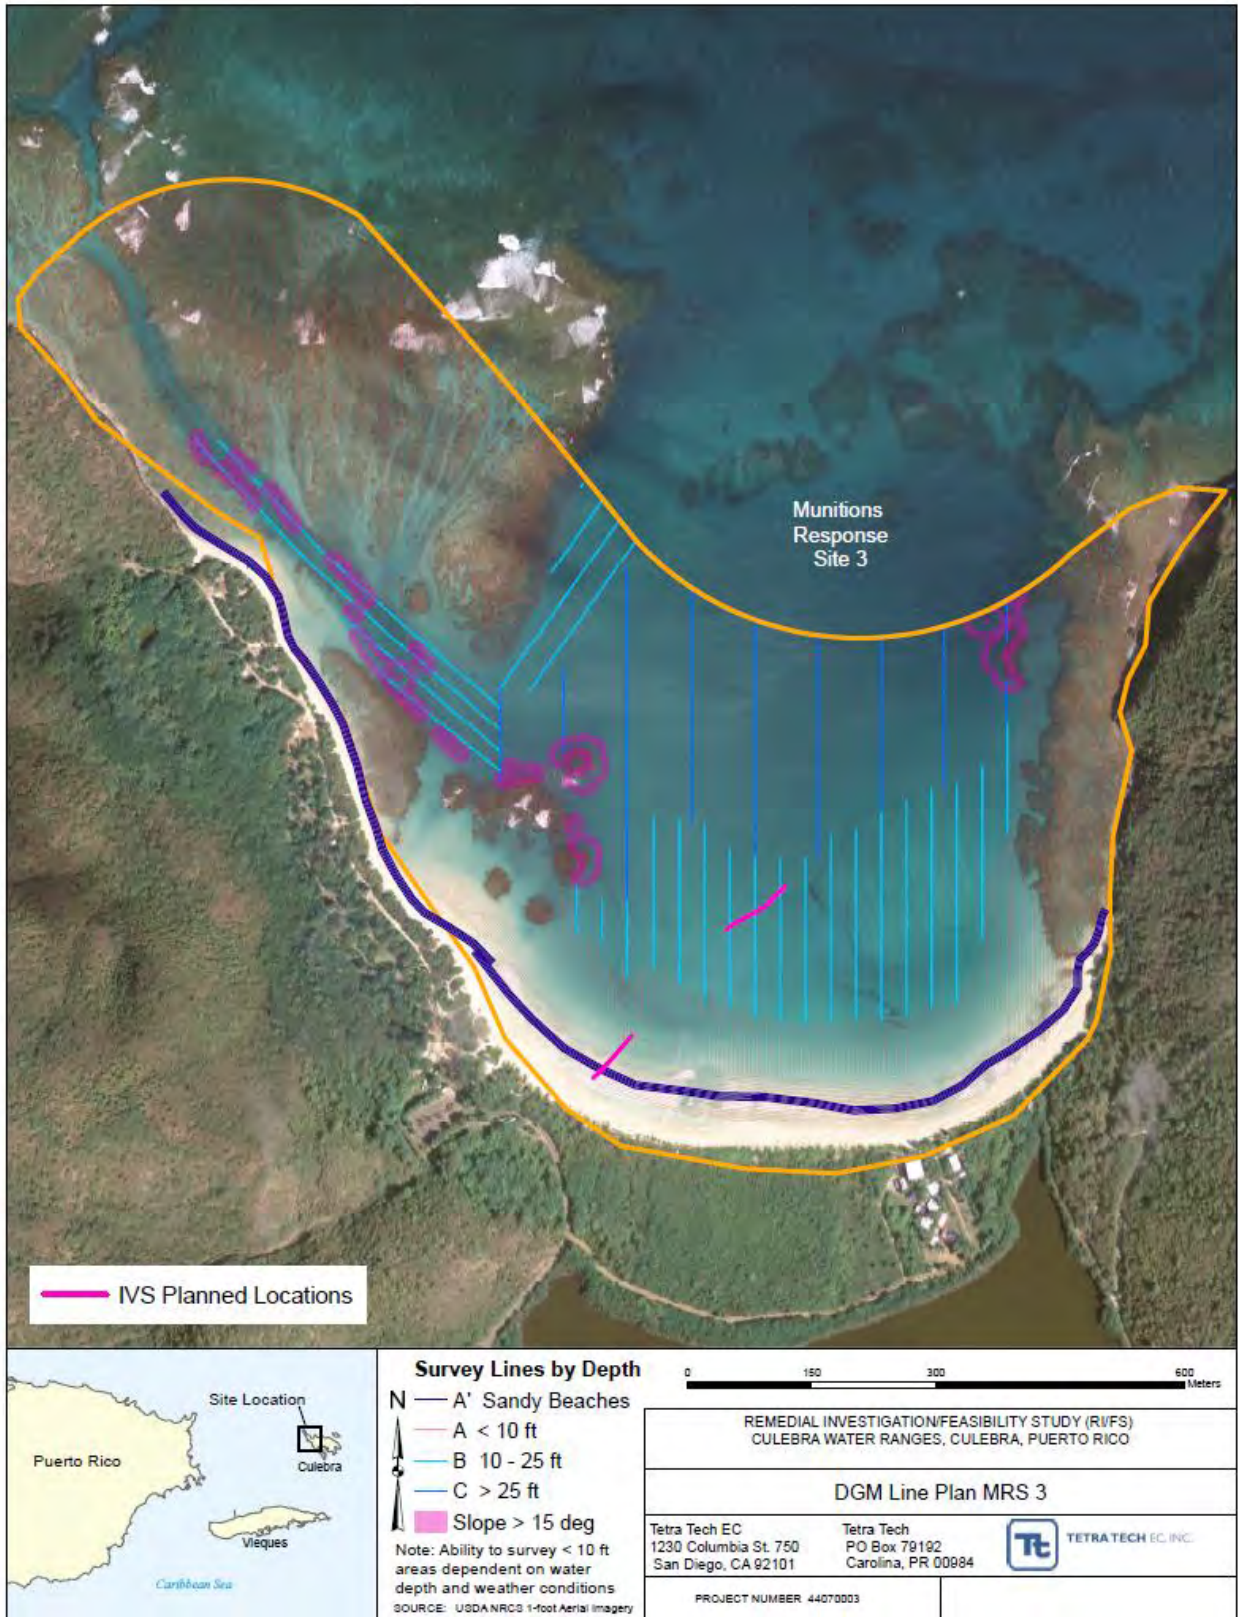 Munitions
Response
Site 3
IVS Planned Locations
Site Location
Puerto Rico
Culebra
Vieques
Caribbean Sea
Survey Lines by Depth
N
A' Sandy Beaches
A < 10 ft
B 10 - 25 ft
C > 25 ft
Slope > 15 deg
Note: Ability to survey < 10 ft
areas dependent on water
depth and weather conditions
SOURCE: USDA NRCS 1-foot Aerial Imagery
0 150 300 600
Meters
REMEDIAL INVESTIGATION/FEASIBILITY STUDY (RI/FS)
CULEBRA WATER RANGES, CULEBRA, PUERTO RICO
DGM Line Plan MRS 3
Tetra Tech EC
1230 Columbia St. 750
San Diego, CA 92101
Tetra Tech
PO Box 79192
Carolina, PR 00984
Tt
TETRA TECH EC, INC.
PROJECT NUMBER 44070003